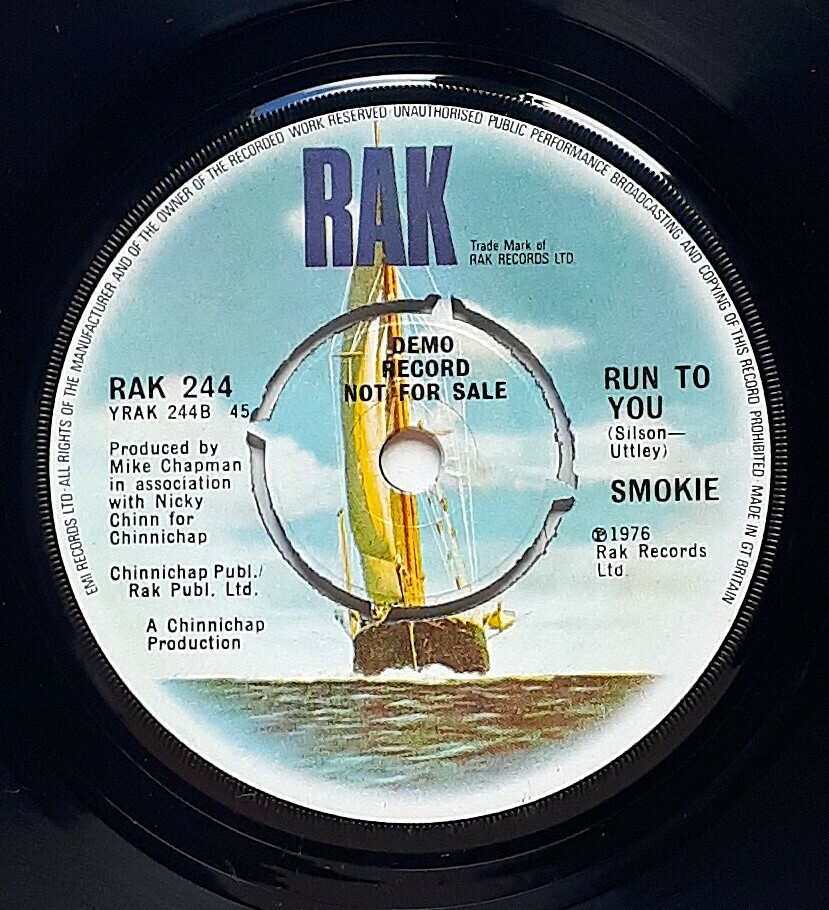 EMI RECORDS LTD·ALL RIGHTS OF THE MANUFACTURER AND OF THE OWNER OF THE RECORDED WORK RESERVED UNAUTHORISED PUBLIC PERFORMANCE BROADCASTING AND COPYING OF THIS RECORD PROHIBITED·MADE IN GT BRITAIN
RAK
Trade Mark of
RAK RECORDS LTD.
DEMO
RECORD
NOT FOR SALE
RAK 244
YRAK 244B 45
Produced by
Mike Chapman
in association
with Nicky
Chinn for
Chinnichap
Chinnichap Publ./
Rak Publ. Ltd.
A Chinnichap
Production
RUN TO
YOU
(Silson—
Uttley)
SMOKIE
℗1976
Rak Records
Ltd.